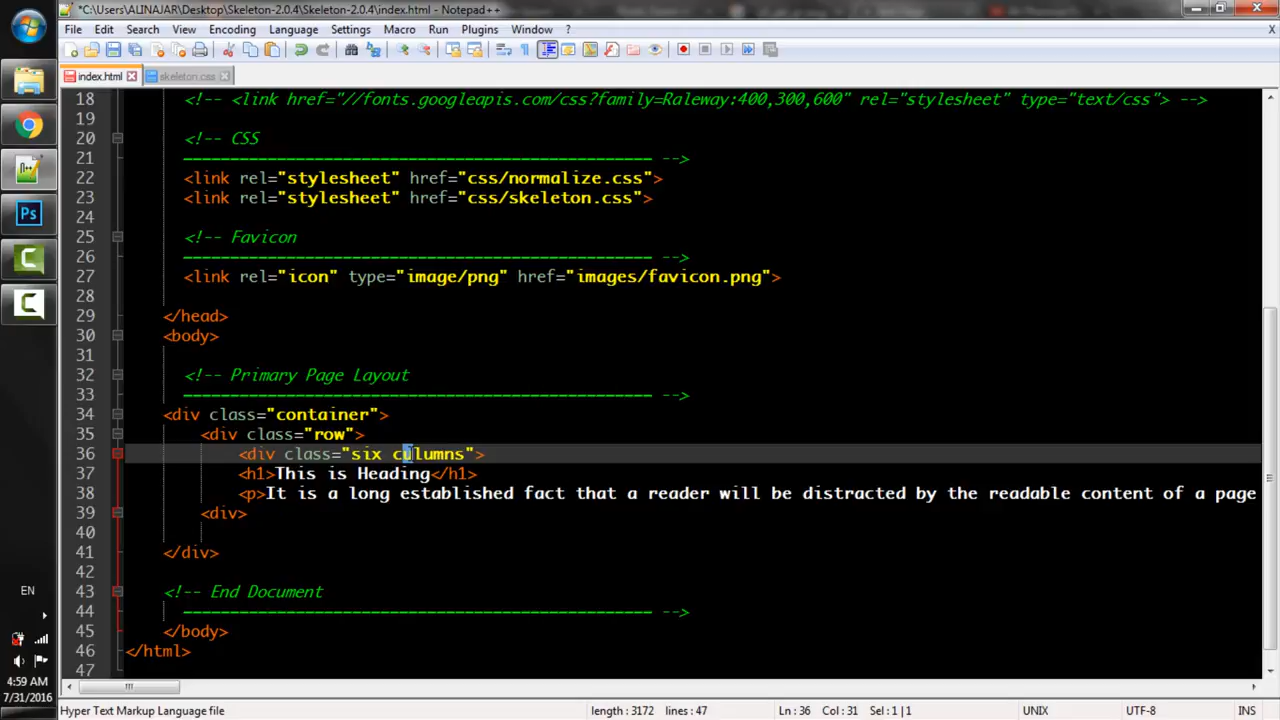 *C:\Users\ALINAJAR\Desktop\Skeleton-2.0.4\Skeleton-2.0.4\index.html - Notepad++
File Edit Search View Encoding Language Settings Macro Run Plugins Window ?
index.html skeleton.css
18 <!-- <link href="//fonts.googleapis.com/css?family=Raleway:400,300,600" rel="stylesheet" type="text/css"> -->
19
20 <!-- CSS
21 –––––––––––––––––––––––––––––––––––––––––––––––––– -->
22 <link rel="stylesheet" href="css/normalize.css">
23 <link rel="stylesheet" href="css/skeleton.css">
24
25 <!-- Favicon
26 –––––––––––––––––––––––––––––––––––––––––––––––––– -->
27 <link rel="icon" type="image/png" href="images/favicon.png">
28
29 </head>
30 <body>
31
32 <!-- Primary Page Layout
33 –––––––––––––––––––––––––––––––––––––––––––––––––– -->
34 <div class="container">
35 <div class="row">
36 <div class="six culumns">
37 <h1>This is Heading</h1>
38 <p>It is a long established fact that a reader will be distracted by the readable content of a page
39 <div>
40
41 </div>
42
43 <!-- End Document
44 –––––––––––––––––––––––––––––––––––––––––––––––––– -->
45 </body>
46 </html>
47
Ps
EN
4:59 AM
7/31/2016
Hyper Text Markup Language file length : 3172 lines : 47 Ln : 36 Col : 31 Sel : 1 | 1 UNIX UTF-8 INS